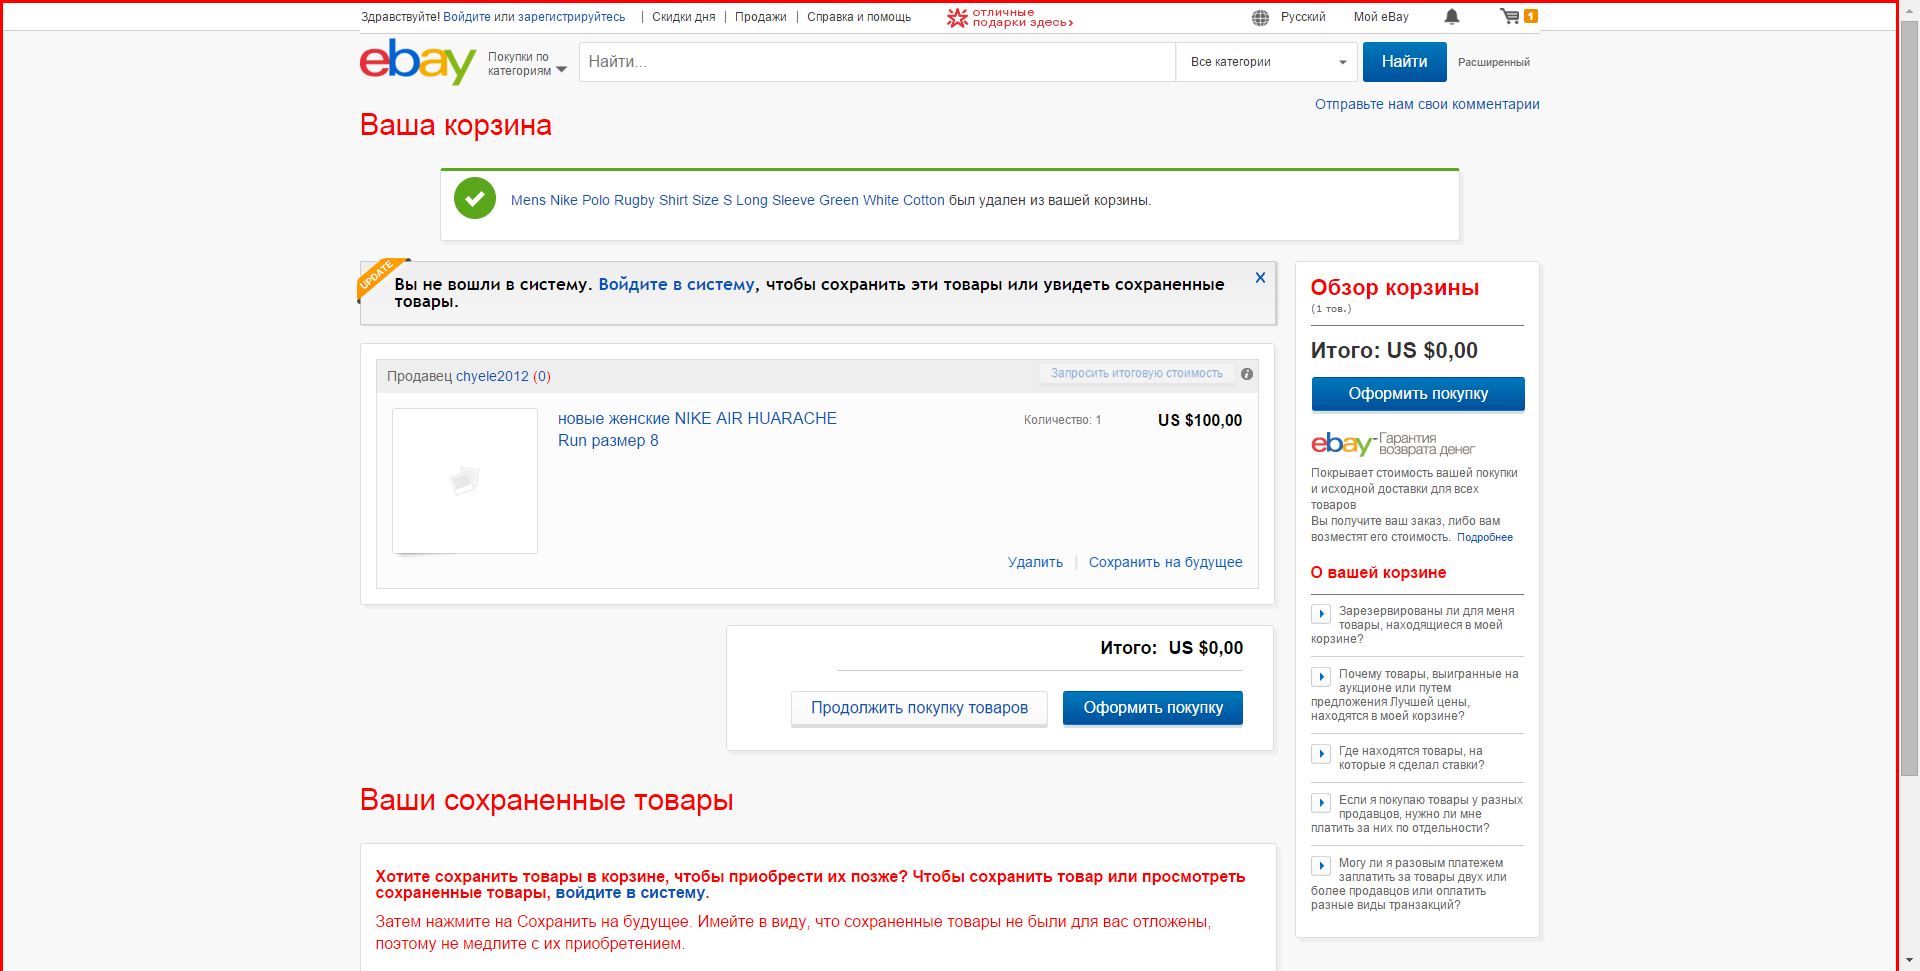 Здравствуйте! Войдите или зарегистрируйтесь | Скидки дня | Продажи | Справка и помощь
отличные
подарки здесь›
Русский Мой eBay 1
ebay
Покупки по
категориям
Найти...
Все категории
Найти
Расширенный
Отправьте нам свои комментарии
Ваша корзина
Mens Nike Polo Rugby Shirt Size S Long Sleeve Green White Cotton был удален из вашей корзины.
UPDATE
Вы не вошли в систему. Войдите в систему, чтобы сохранить эти товары или увидеть сохраненные
товары.
Продавец chyele2012 (0)
Запросить итоговую стоимость
новые женские NIKE AIR HUARACHE
Run размер 8
Количество: 1
US $100,00
Удалить | Сохранить на будущее
Итого: US $0,00
Продолжить покупку товаров
Оформить покупку
Ваши сохраненные товары
Хотите сохранить товары в корзине, чтобы приобрести их позже? Чтобы сохранить товар или просмотреть
сохраненные товары, войдите в систему.
Затем нажмите на Сохранить на будущее. Имейте в виду, что сохраненные товары не были для вас отложены,
поэтому не медлите с их приобретением.
Обзор корзины
(1 тов.)
Итого: US $0,00
Оформить покупку
ebay Гарантия
возврата денег
Покрывает стоимость вашей покупки
и исходной доставки для всех
товаров
Вы получите ваш заказ, либо вам
возместят его стоимость. Подробнее
О вашей корзине
Зарезервированы ли для меня
товары, находящиеся в моей
корзине?
Почему товары, выигранные на
аукционе или путем
предложения Лучшей цены,
находятся в моей корзине?
Где находятся товары, на
которые я сделал ставки?
Если я покупаю товары у разных
продавцов, нужно ли мне
платить за них по отдельности?
Могу ли я разовым платежем
заплатить за товары двух или
более продавцов или оплатить
разные виды транзакций?